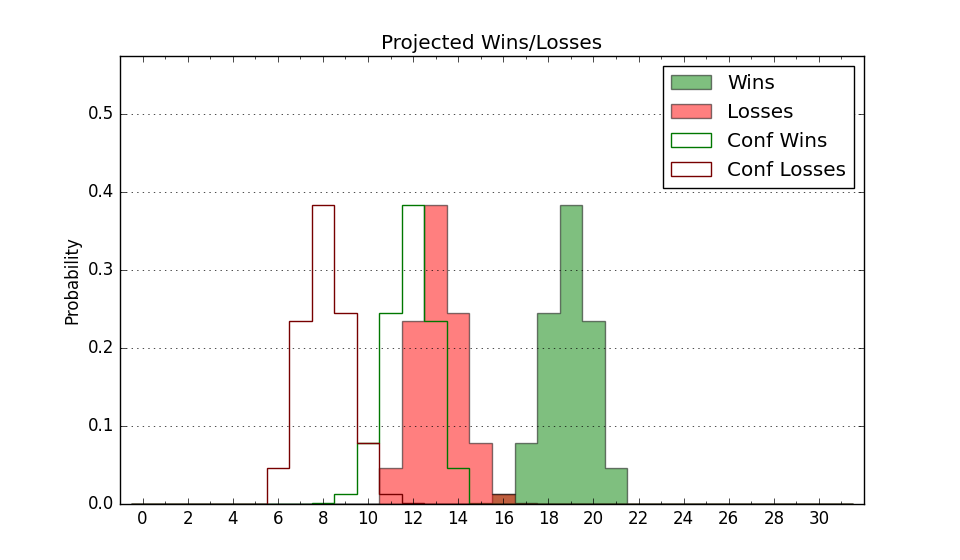 Projected Wins/Losses
Wins
Losses
Conf Wins
Conf Losses
Probability
0.5
0.4
0.3
0.2
0.1
0.0
0 2 4 6 8 10 12 14 16 18 20 22 24 26 28 30